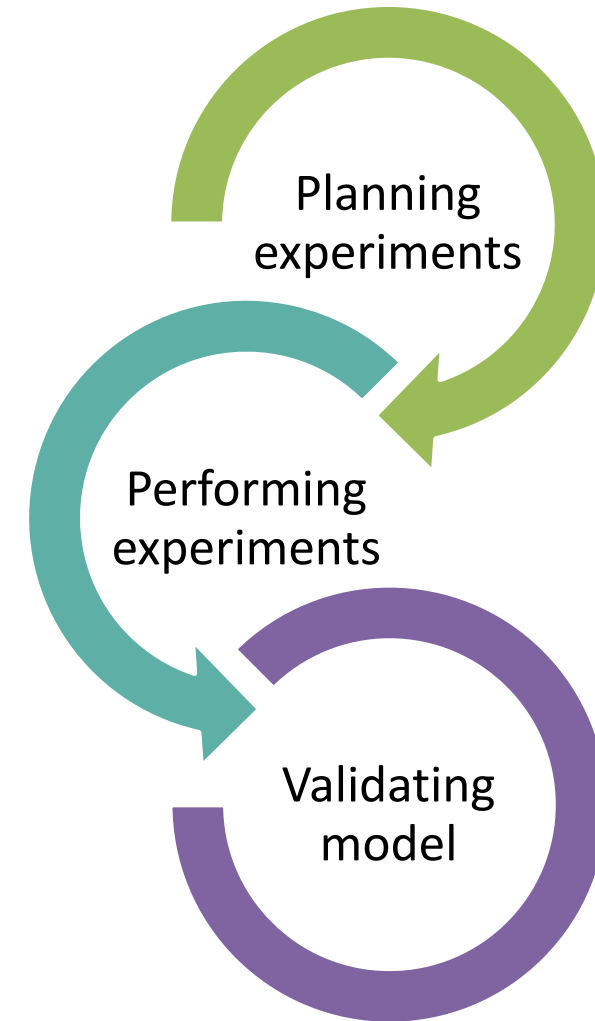 Planning
experiments
Performing
experiments
Validating
model